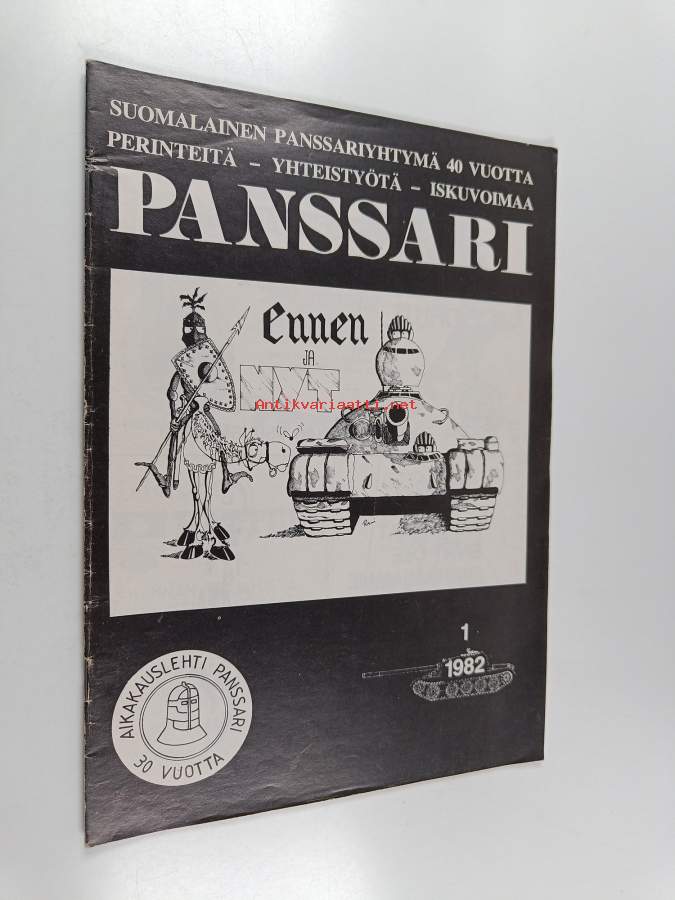 SUOMALAINEN PANSSARIYHTYMÄ 40 VUOTTA
PERINTEITÄ – YHTEISTYÖTÄ – ISKUVOIMAA
PANSSARI
ennen
JA
NYT
Antikvariaatti.net
1
1982
AIKAKAUSLEHTI PANSSARI
30 VUOTTA